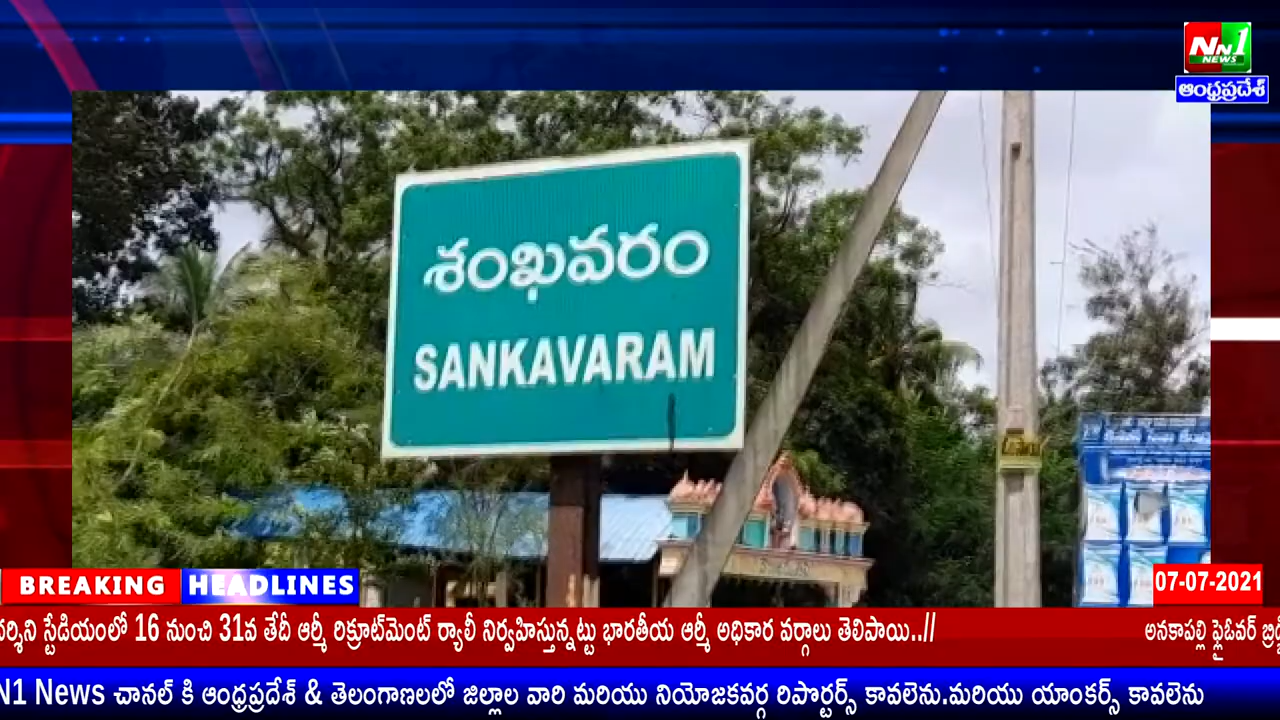 NN1
NEWS
ఆంధ్రప్రదేశ్
శంఖవరం
SANKAVARAM
BREAKING HEADLINES
07-07-2021
స్టేడియంలో 16 నుంచి 31వ తేదీ ఆర్మీ రిక్రూట్‌మెంట్ ర్యాలీ నిర్వహిస్తున్నట్టు భారతీయ ఆర్మీ అధికార వర్గాలు తెలిపాయి..// అనకాపల్లి ఫ్లైఓవర్
N1 News చానల్ కి ఆంధ్రప్రదేశ్ & తెలంగాణలలో జిల్లాల వారి మరియు నియోజకవర్గ రిపొర్టర్స్ కావలెను.మరియు యాంకర్స్ కావలెను